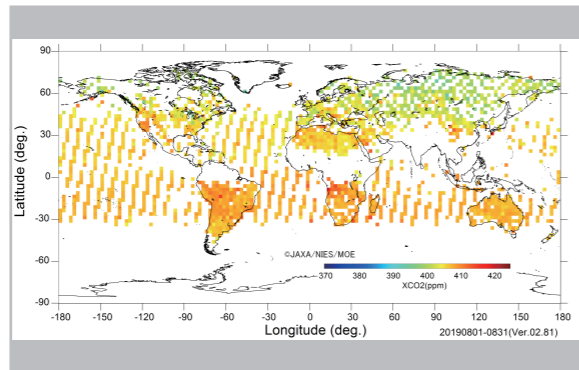 90
60
30
0
-30
-60
-90
Latitude (deg.)
©JAXA/NIES/MOE
370 380 390 400 410 420
XCO2(ppm)
-180 -150 -120 -90 -60 -30 0 30 60 90 120 150 180
Longitude (deg.)
20190801-0831(Ver.02.81)